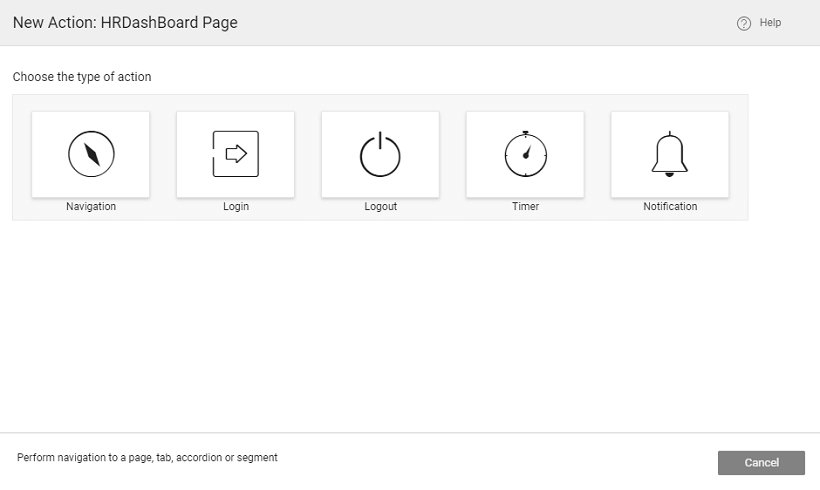 New Action: HRDashBoard Page
Help
Choose the type of action
Navigation
Login
Logout
Timer
Notification
Perform navigation to a page, tab, accordion or segment
Cancel